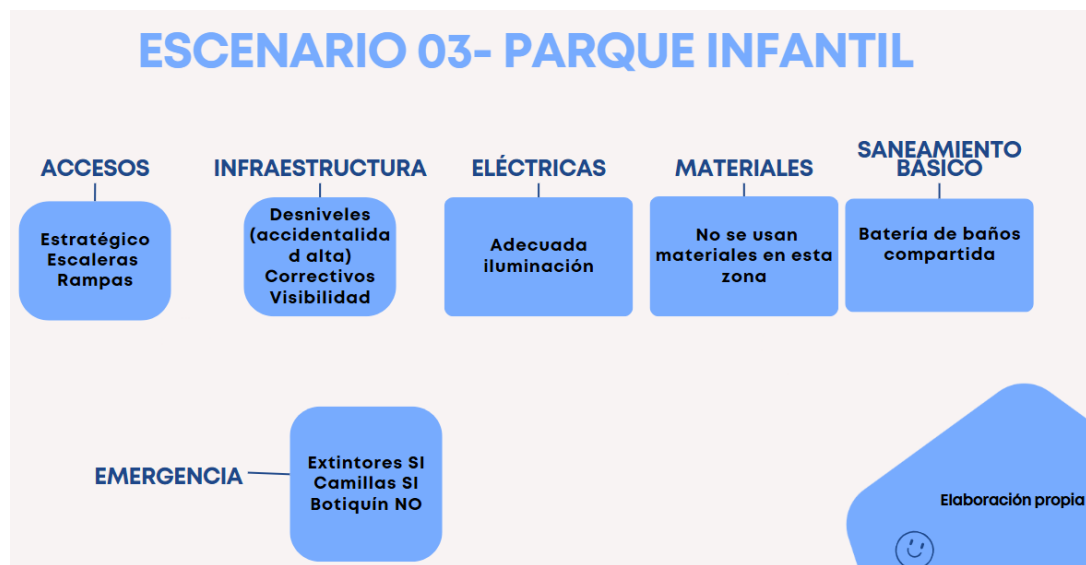 ESCENARIO 03- PARQUE INFANTIL
ACCESOS
Estratégico
Escaleras
Rampas
INFRAESTRUCTURA
Desniveles
(accidentalida
d alta)
Correctivos
Visibilidad
ELÉCTRICAS
Adecuada
iluminación
MATERIALES
No se usan
materiales en esta
zona
SANEAMIENTO
BÁSICO
Batería de baños
compartida
EMERGENCIA
Extintores SI
Camillas SI
Botiquín NO
Elaboración propia